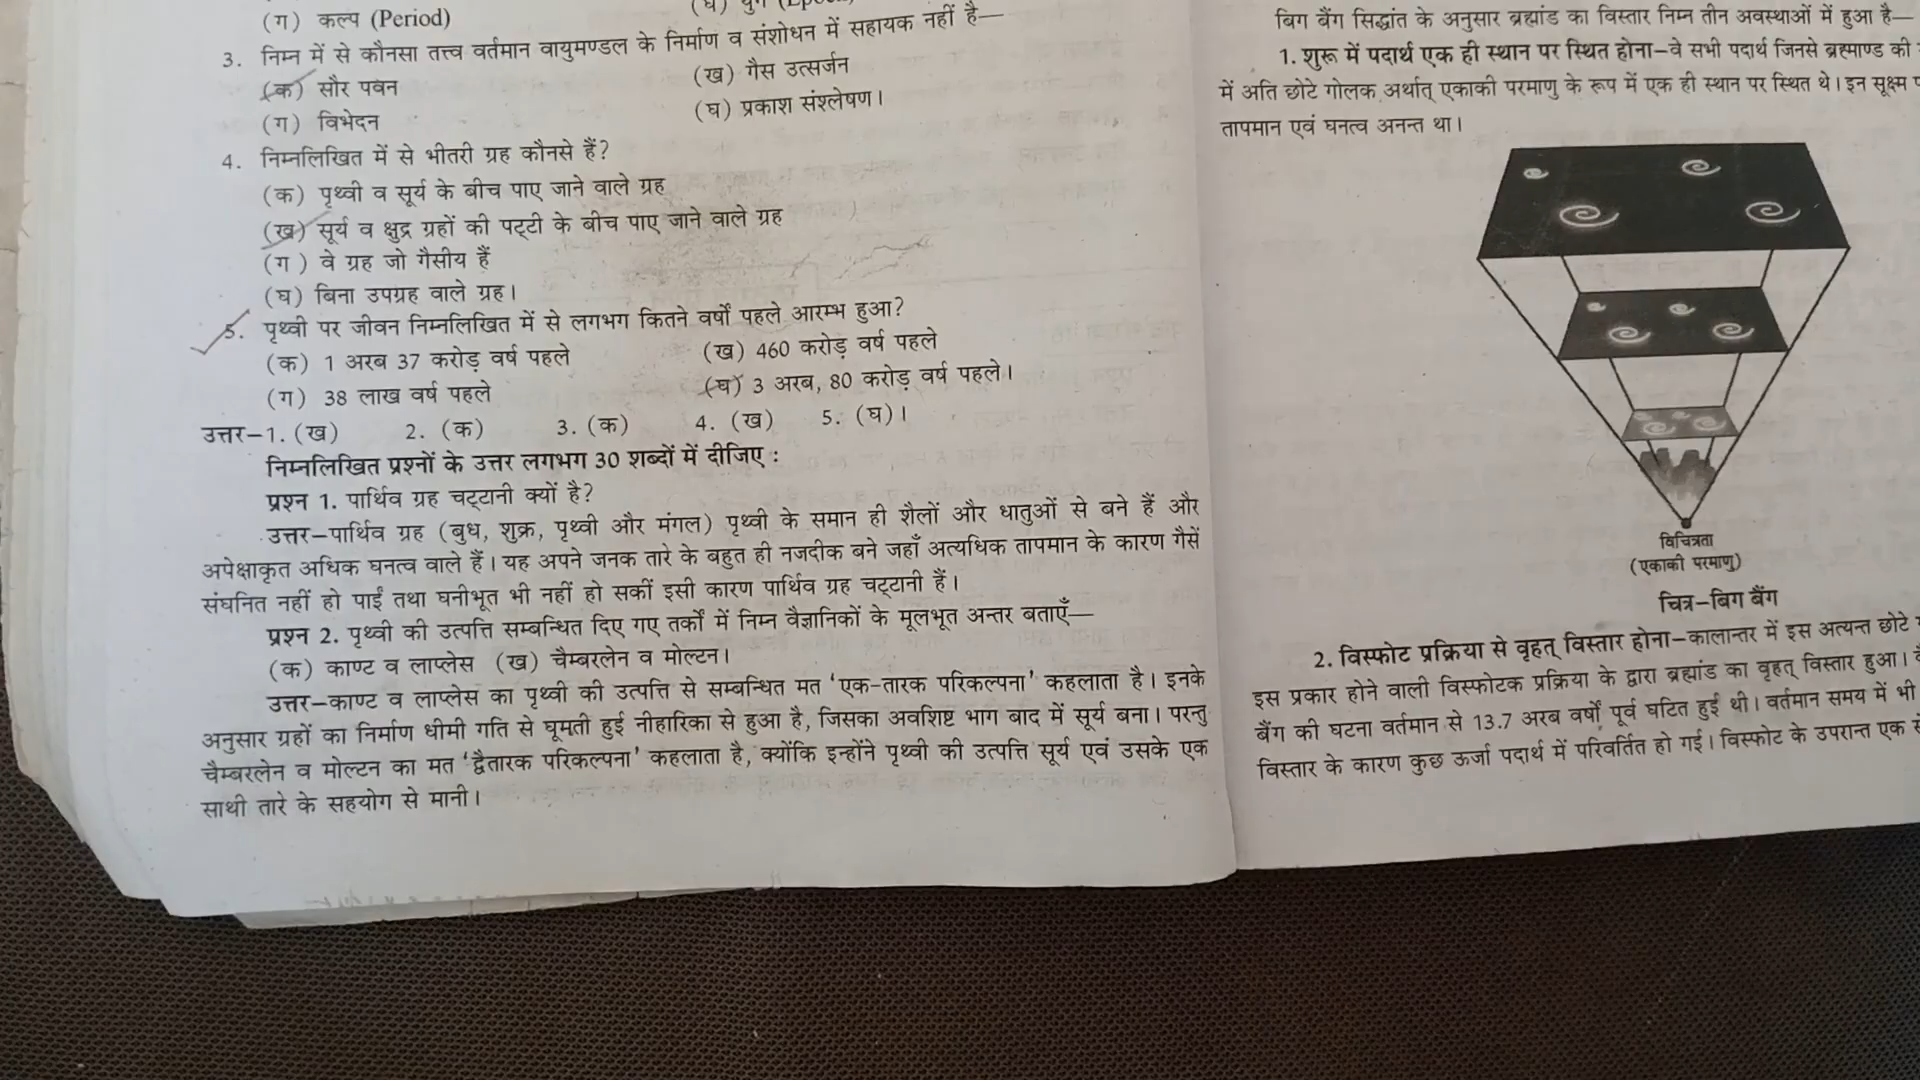 (ग) कल्प (Period)
3. निम्न में से कौनसा तत्त्व वर्तमान वायुमण्डल के निर्माण व संशोधन में सहायक नहीं है—
(क) सौर पवन (ख) गैस उत्सर्जन
(ग) विभेदन (घ) प्रकाश संश्लेषण।
4. निम्नलिखित में से भीतरी ग्रह कौनसे हैं?
(क) पृथ्वी व सूर्य के बीच पाए जाने वाले ग्रह
(ख) सूर्य व क्षुद्र ग्रहों की पट्टी के बीच पाए जाने वाले ग्रह
(ग ) वे ग्रह जो गैसीय हैं
(घ) बिना उपग्रह वाले ग्रह।
5. पृथ्वी पर जीवन निम्नलिखित में से लगभग कितने वर्षों पहले आरम्भ हुआ?
(क) 1 अरब 37 करोड़ वर्ष पहले (ख) 460 करोड़ वर्ष पहले
(ग) 38 लाख वर्ष पहले (घ) 3 अरब, 80 करोड़ वर्ष पहले।
उत्तर–1. (ख) 2. (क) 3. (क) 4. (ख) 5. (घ)।
निम्नलिखित प्रश्नों के उत्तर लगभग 30 शब्दों में दीजिए :
प्रश्न 1. पार्थिव ग्रह चट्टानी क्यों है?
उत्तर–पार्थिव ग्रह (बुध, शुक्र, पृथ्वी और मंगल) पृथ्वी के समान ही शैलों और धातुओं से बने हैं और
अपेक्षाकृत अधिक घनत्व वाले हैं। यह अपने जनक तारे के बहुत ही नजदीक बने जहाँ अत्यधिक तापमान के कारण गैसें
संघनित नहीं हो पाईं तथा घनीभूत भी नहीं हो सकीं इसी कारण पार्थिव ग्रह चट्टानी हैं।
प्रश्न 2. पृथ्वी की उत्पत्ति सम्बन्धित दिए गए तर्कों में निम्न वैज्ञानिकों के मूलभूत अन्तर बताएँ—
(क) काण्ट व लाप्लेस (ख) चैम्बरलेन व मोल्टन।
उत्तर–काण्ट व लाप्लेस का पृथ्वी की उत्पत्ति से सम्बन्धित मत 'एक-तारक परिकल्पना' कहलाता है। इनके
अनुसार ग्रहों का निर्माण धीमी गति से घूमती हुई नीहारिका से हुआ है, जिसका अवशिष्ट भाग बाद में सूर्य बना। परन्तु
चैम्बरलेन व मोल्टन का मत 'द्वैतारक परिकल्पना' कहलाता है, क्योंकि इन्होंने पृथ्वी की उत्पत्ति सूर्य एवं उसके एक
साथी तारे के सहयोग से मानी।
बिग बैंग सिद्धांत के अनुसार ब्रह्मांड का विस्तार निम्न तीन अवस्थाओं में हुआ है—
1. शुरू में पदार्थ एक ही स्थान पर स्थित होना–वे सभी पदार्थ जिनसे ब्रह्माण्ड की
में अति छोटे गोलक अर्थात् एकाकी परमाणु के रूप में एक ही स्थान पर स्थित थे। इन सूक्ष्म
तापमान एवं घनत्व अनन्त था।
विचित्रता
(एकाकी परमाणु)
चित्र–बिग बैंग
2. विस्फोट प्रक्रिया से वृहत् विस्तार होना–कालान्तर में इस अत्यन्त छोटे
इस प्रकार होने वाली विस्फोटक प्रक्रिया के द्वारा ब्रह्मांड का वृहत् विस्तार हुआ।
बैंग की घटना वर्तमान से 13.7 अरब वर्षों पूर्व घटित हुई थी। वर्तमान समय में भी
विस्तार के कारण कुछ ऊर्जा पदार्थ में परिवर्तित हो गई। विस्फोट के उपरान्त एक